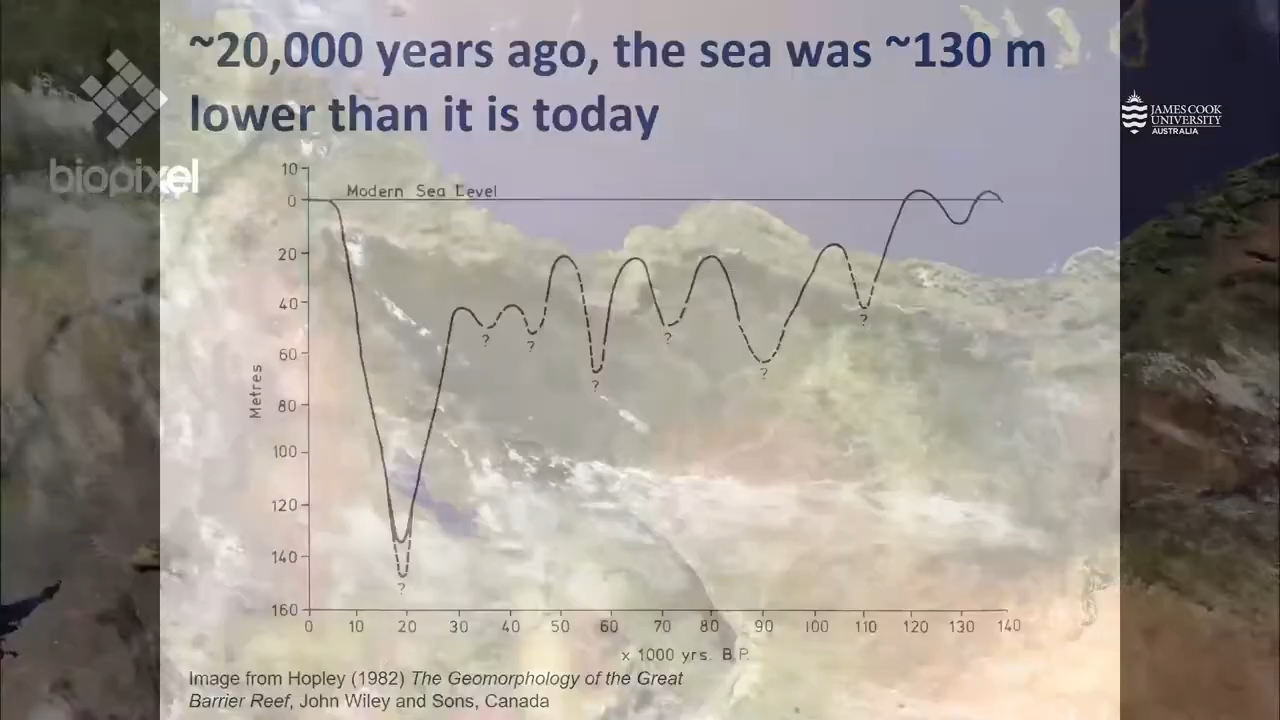 ~20,000 years ago, the sea was ~130 m
lower than it is today
biopixel
JAMES COOK
UNIVERSITY
AUSTRALIA
10
Modern Sea Level
0
20
40
?
?
?
?
60
?
?
Metres
80
100
120
140
?
160
0 10 20 30 40 50 60 70 80 90 100 110 120 130 140
x 1000 yrs. B.P.
Image from Hopley (1982) The Geomorphology of the Great
Barrier Reef, John Wiley and Sons, Canada